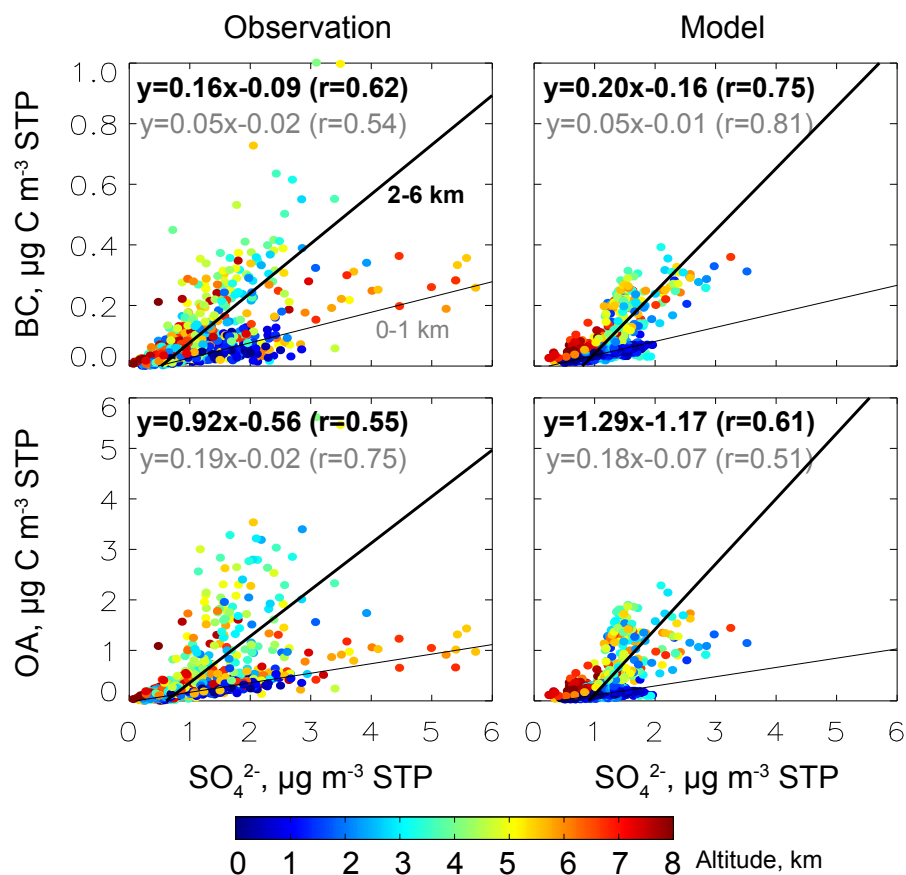 Observation
Model
BC, µg C m⁻³ STP
1.0
0.8
0.6
0.4
0.2
0.0
y=0.16x-0.09 (r=0.62)
y=0.05x-0.02 (r=0.54)
2-6 km
0-1 km
y=0.20x-0.16 (r=0.75)
y=0.05x-0.01 (r=0.81)
OA, µg C m⁻³ STP
6
5
4
3
2
1
0
y=0.92x-0.56 (r=0.55)
y=0.19x-0.02 (r=0.75)
y=1.29x-1.17 (r=0.61)
y=0.18x-0.07 (r=0.51)
0 1 2 3 4 5 6
0 1 2 3 4 5 6
SO₄²⁻, µg m⁻³ STP
SO₄²⁻, µg m⁻³ STP
0 1 2 3 4 5 6 7 8 Altitude, km